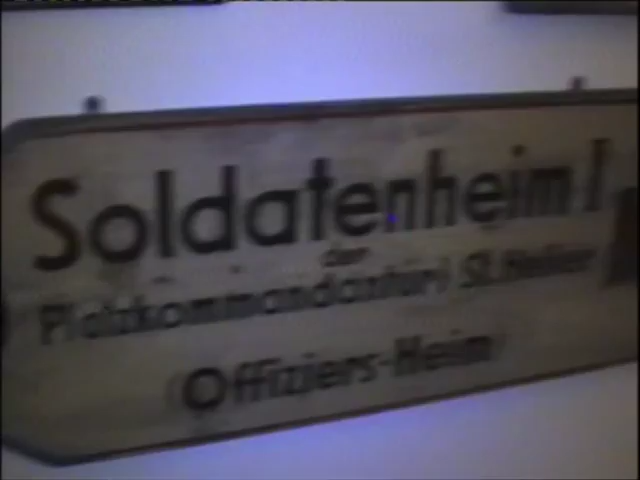 Soldatenheim I
der
Platzkommandantur I St. Helier
Offiziers-Heim